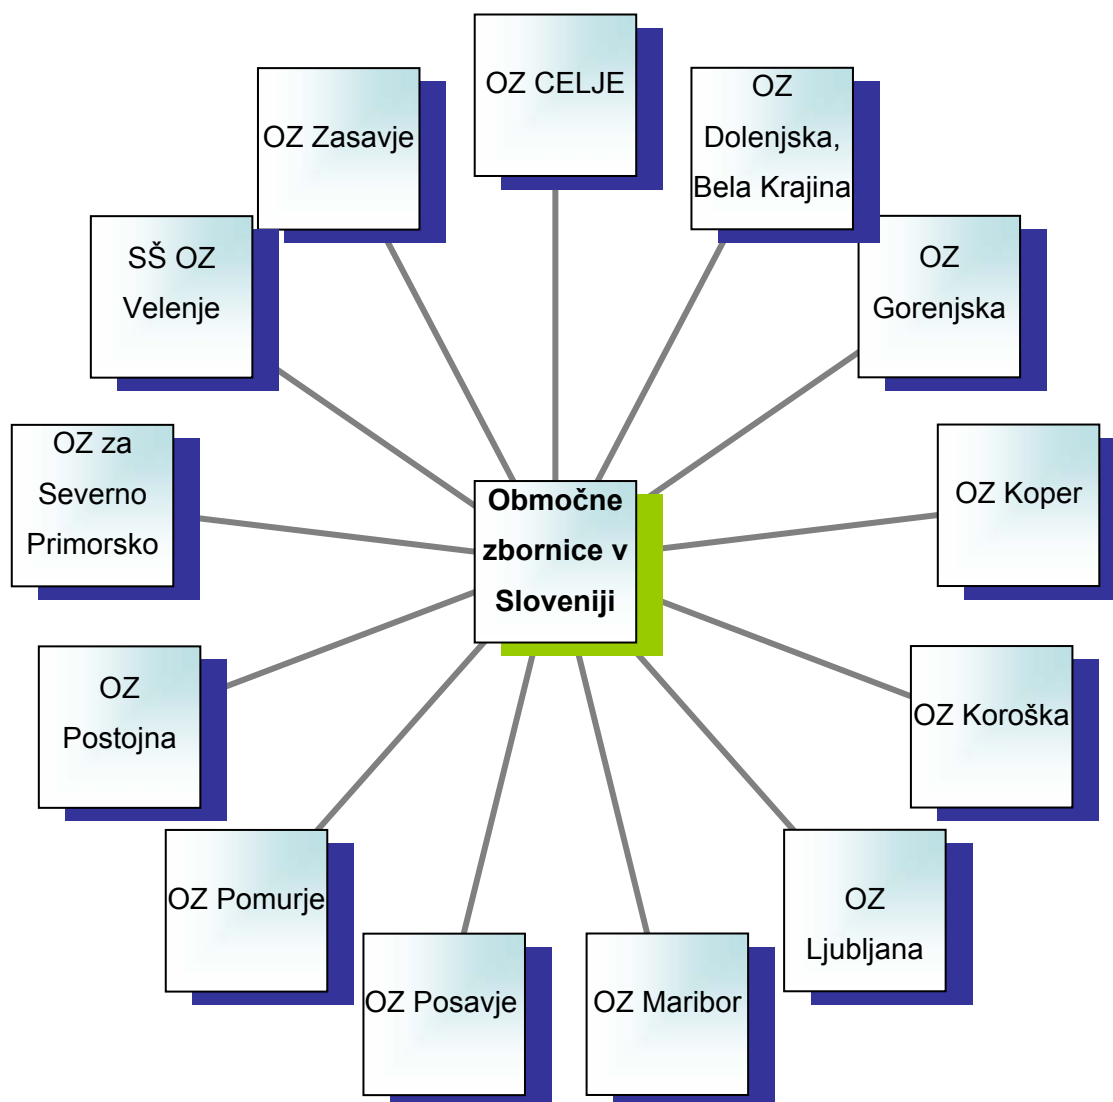 OZ CELJE
OZ
Dolenjska,
Bela Krajina
OZ
Gorenjska
OZ Koper
OZ Koroška
OZ
Ljubljana
OZ Maribor
OZ Posavje
OZ Pomurje
OZ
Postojna
OZ za
Severno
Primorsko
SŠ OZ
Velenje
OZ Zasavje
Območne
zbornice v
Sloveniji